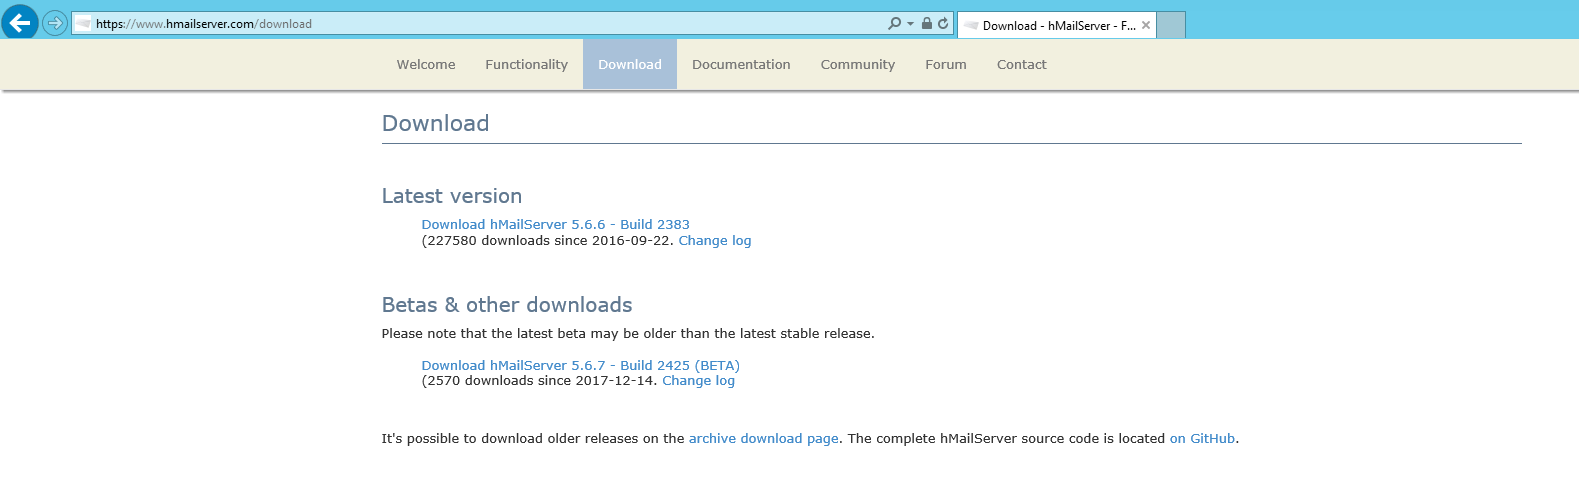 https://www.hmailserver.com/download
Download - hMailServer - F...
Welcome Functionality Download Documentation Community Forum Contact
Download
Latest version
Download hMailServer 5.6.6 - Build 2383
(227580 downloads since 2016-09-22. Change log
Betas & other downloads
Please note that the latest beta may be older than the latest stable release.
Download hMailServer 5.6.7 - Build 2425 (BETA)
(2570 downloads since 2017-12-14. Change log
It's possible to download older releases on the archive download page. The complete hMailServer source code is located on GitHub.